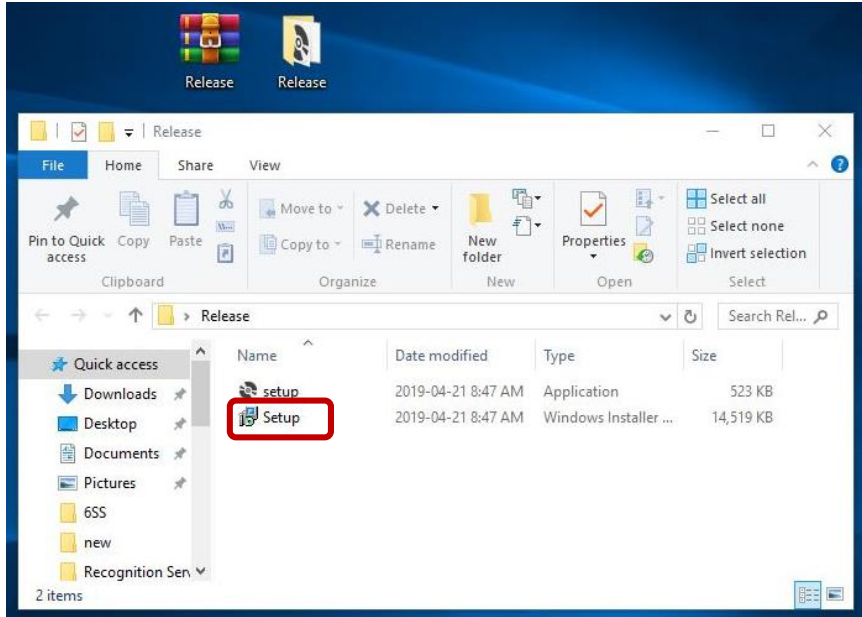 Release Release
Release
File Home Share View
Pin to Quick access
Copy
Paste
Move to
Copy to
Delete
Rename
New folder
Properties
Select all
Select none
Invert selection
Clipboard Organize New Open Select
Release Search Rel...
Name Date modified Type Size
Quick access
Downloads
Desktop
Documents
Pictures
6SS
new
Recognition Serv
setup 2019-04-21 8:47 AM Application 523 KB
Setup 2019-04-21 8:47 AM Windows Installer ... 14,519 KB
2 items